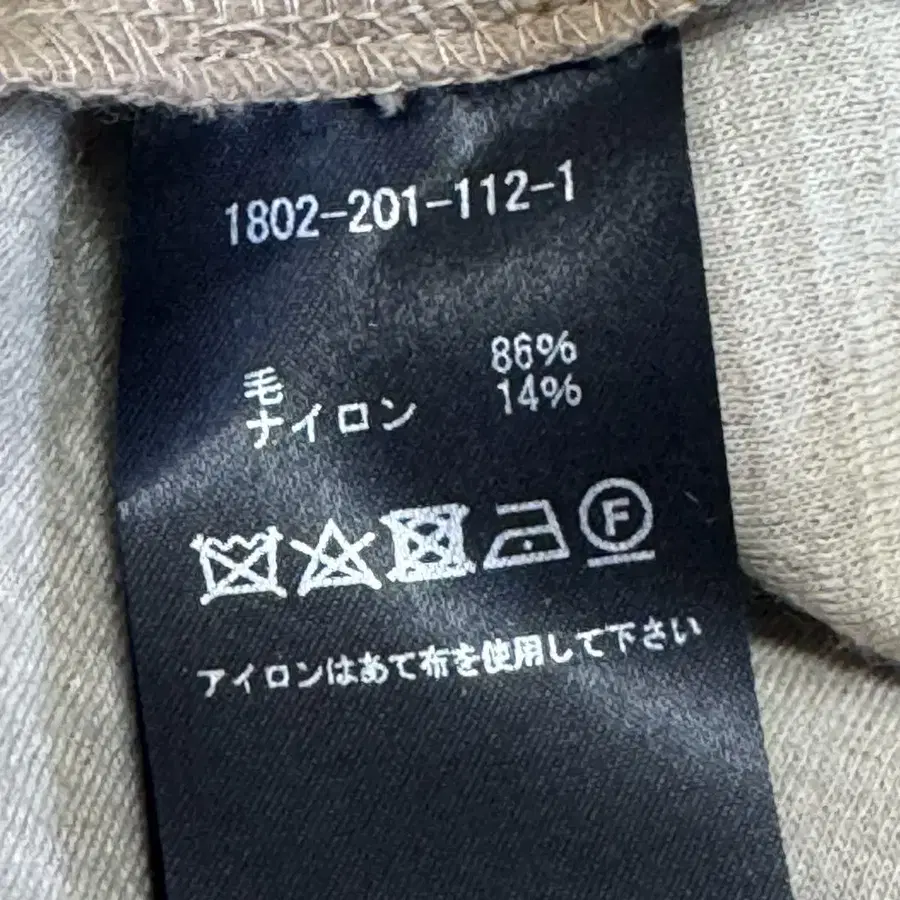 1802-201-112-1
毛 86%
ナイロン 14%
F
アイロンはあて布を使用して下さい